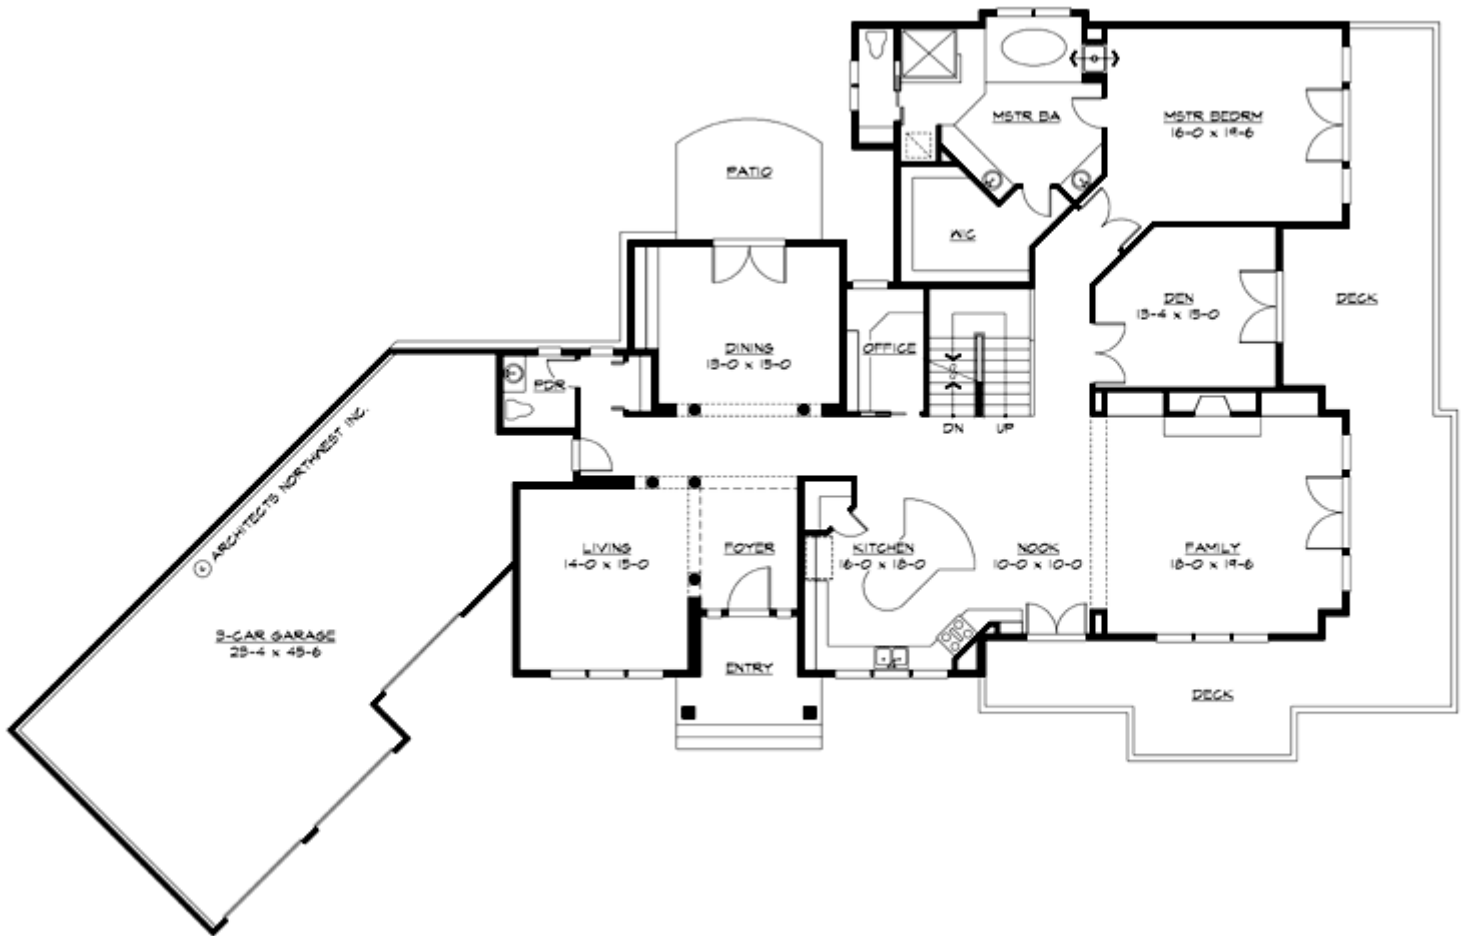 MSTR BA
MSTR BEDRM
16-0 x 19-6
PATIO
WIC
DEN
13-4 x 15-0
DECK
DINING
13-0 x 15-0
OFFICE
PDR
DN
UP
© ARCHITECTS NORTHWEST INC.
LIVING
14-0 x 15-0
FOYER
KITCHEN
16-0 x 18-0
NOOK
10-0 x 10-0
FAMILY
18-0 x 19-6
3-CAR GARAGE
23-4 x 45-6
ENTRY
DECK